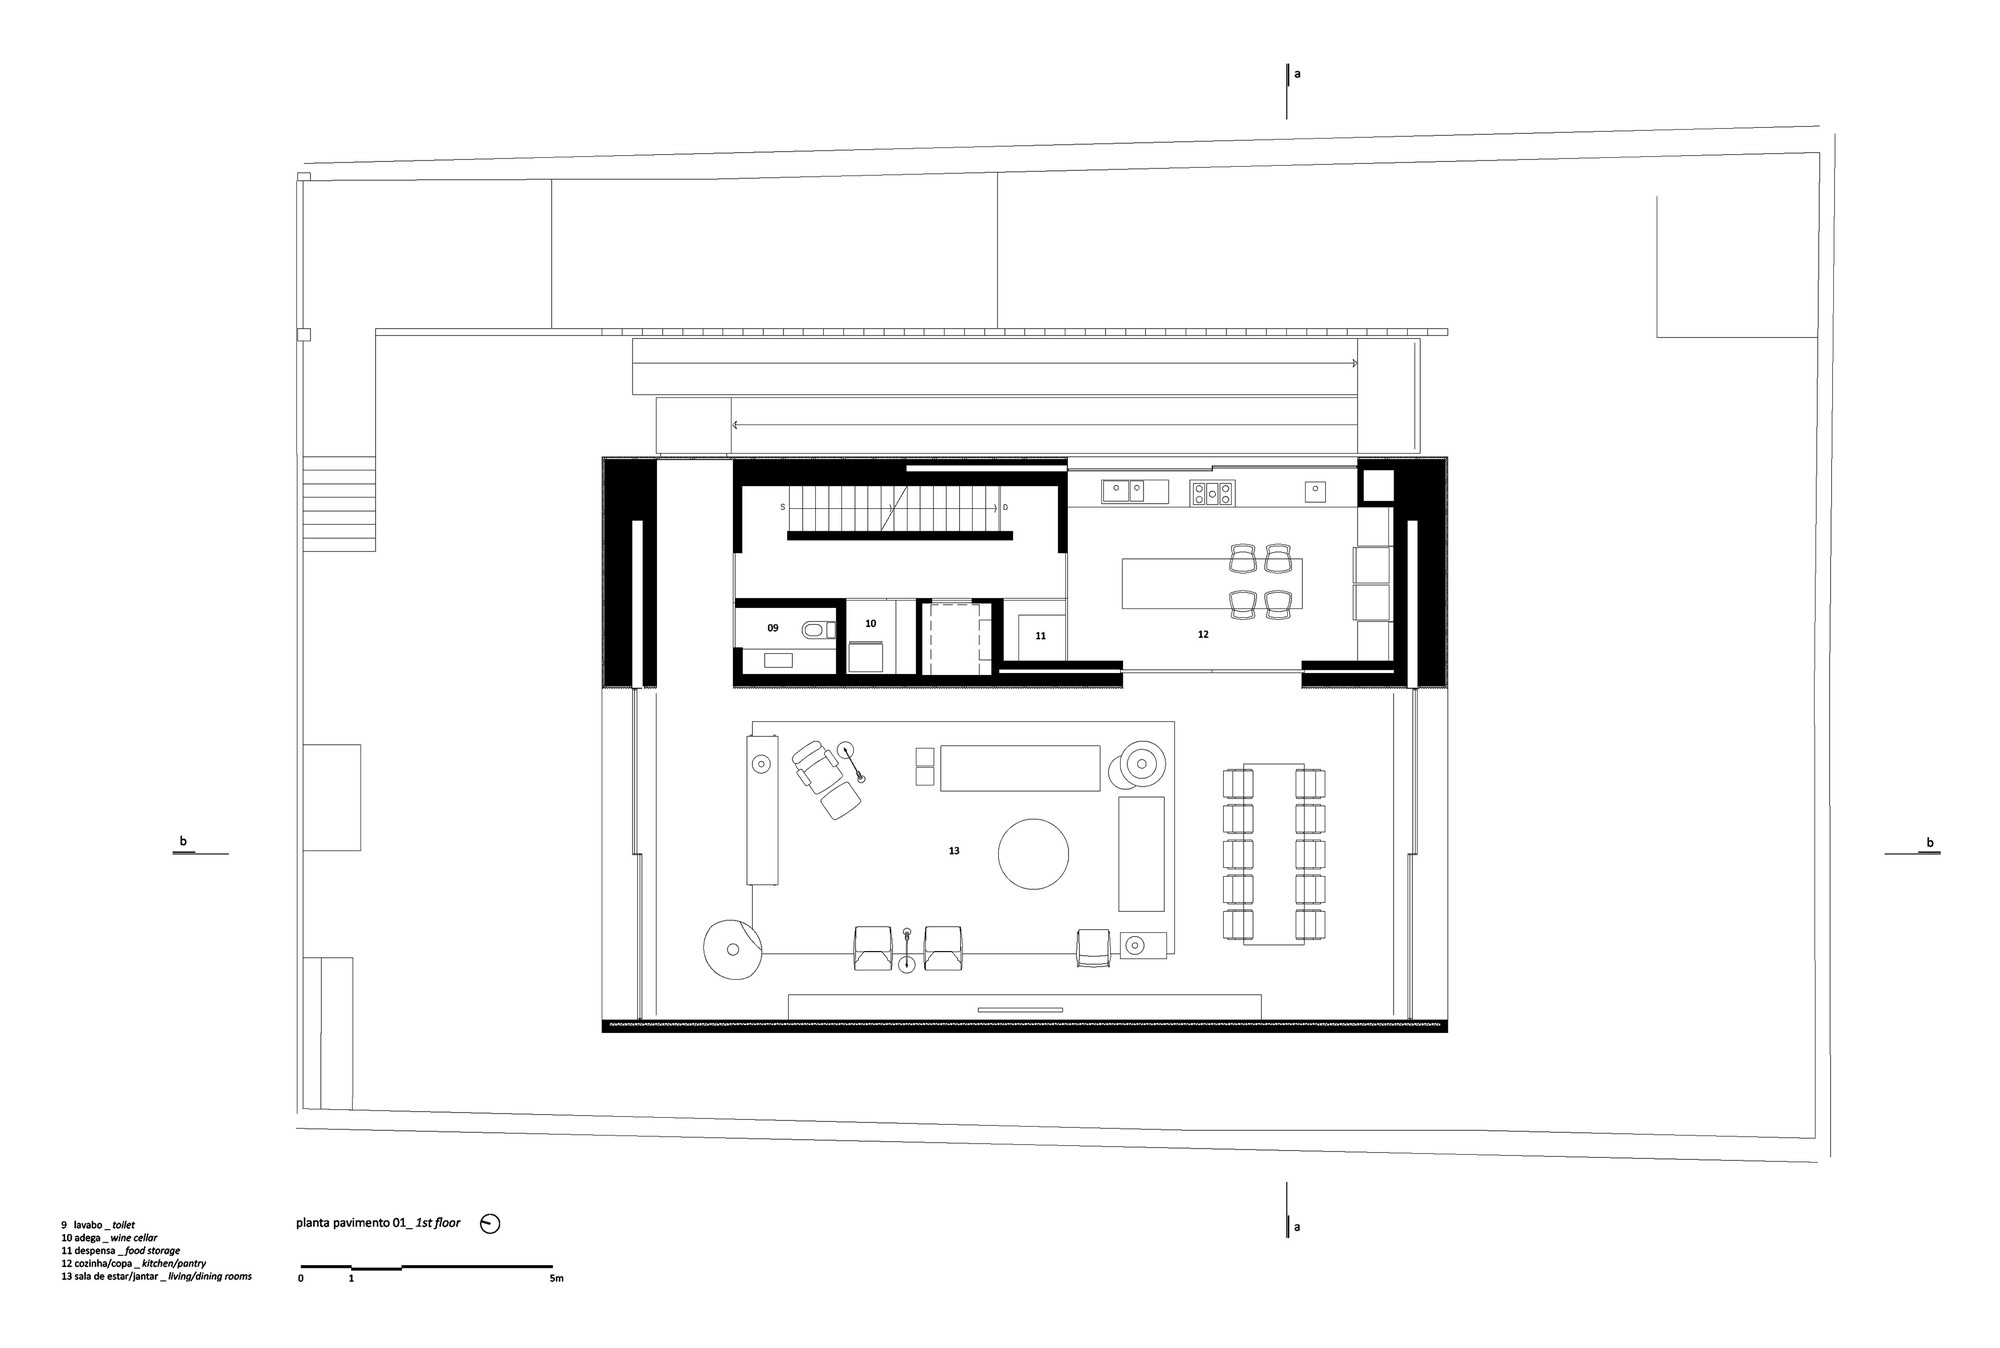 a
S
D
09
10
11
12
13
b
b
9 lavabo _ toilet
10 adega _ wine cellar
11 despensa _ food storage
12 cozinha/copa _ kitchen/pantry
13 sala de estar/jantar _ living/dining rooms
planta pavimento 01_ 1st floor
0 1 5m
a